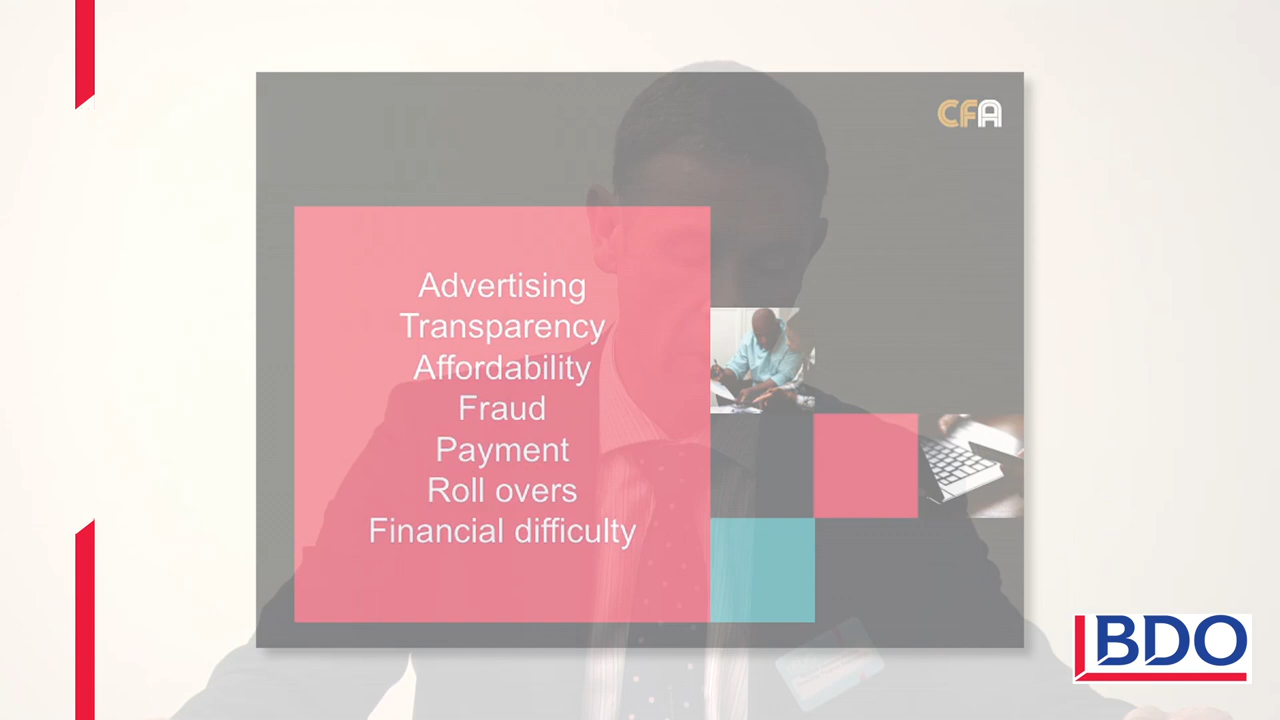 CFA
Advertising
Transparency
Affordability
Fraud
Payment
Roll overs
Financial difficulty
BDO